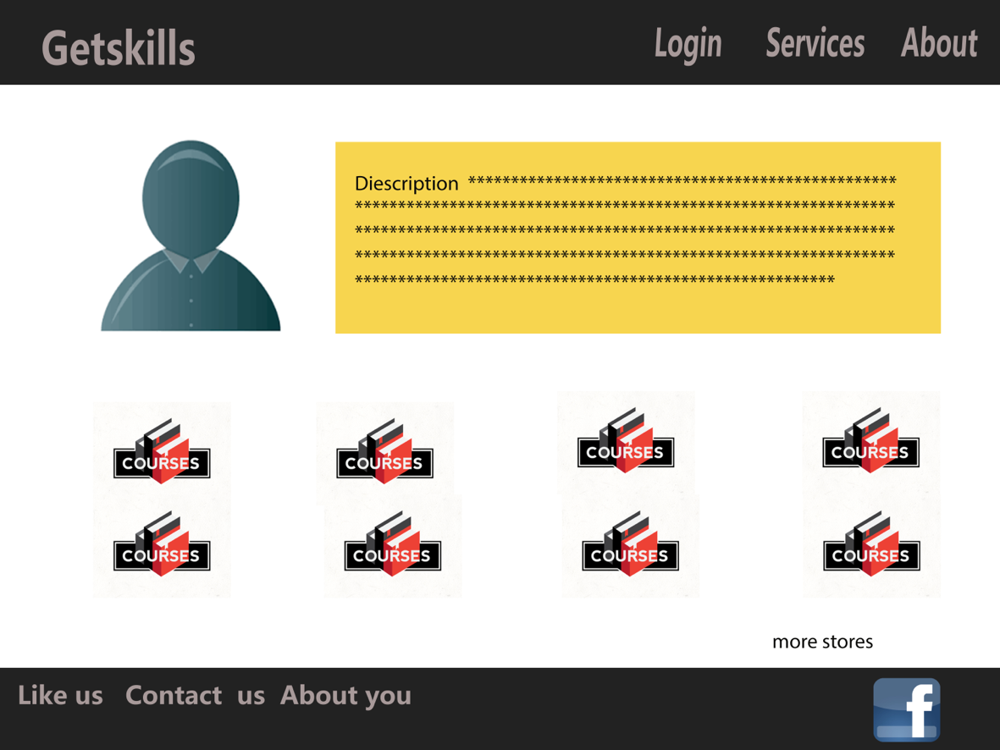 Getskills
Login Services About
Diescription **************************************************
***************************************************************
***************************************************************
***************************************************************
********************************************************
COURSES COURSES COURSES COURSES
COURSES COURSES COURSES COURSES
more stores
Like us Contact us About you
f